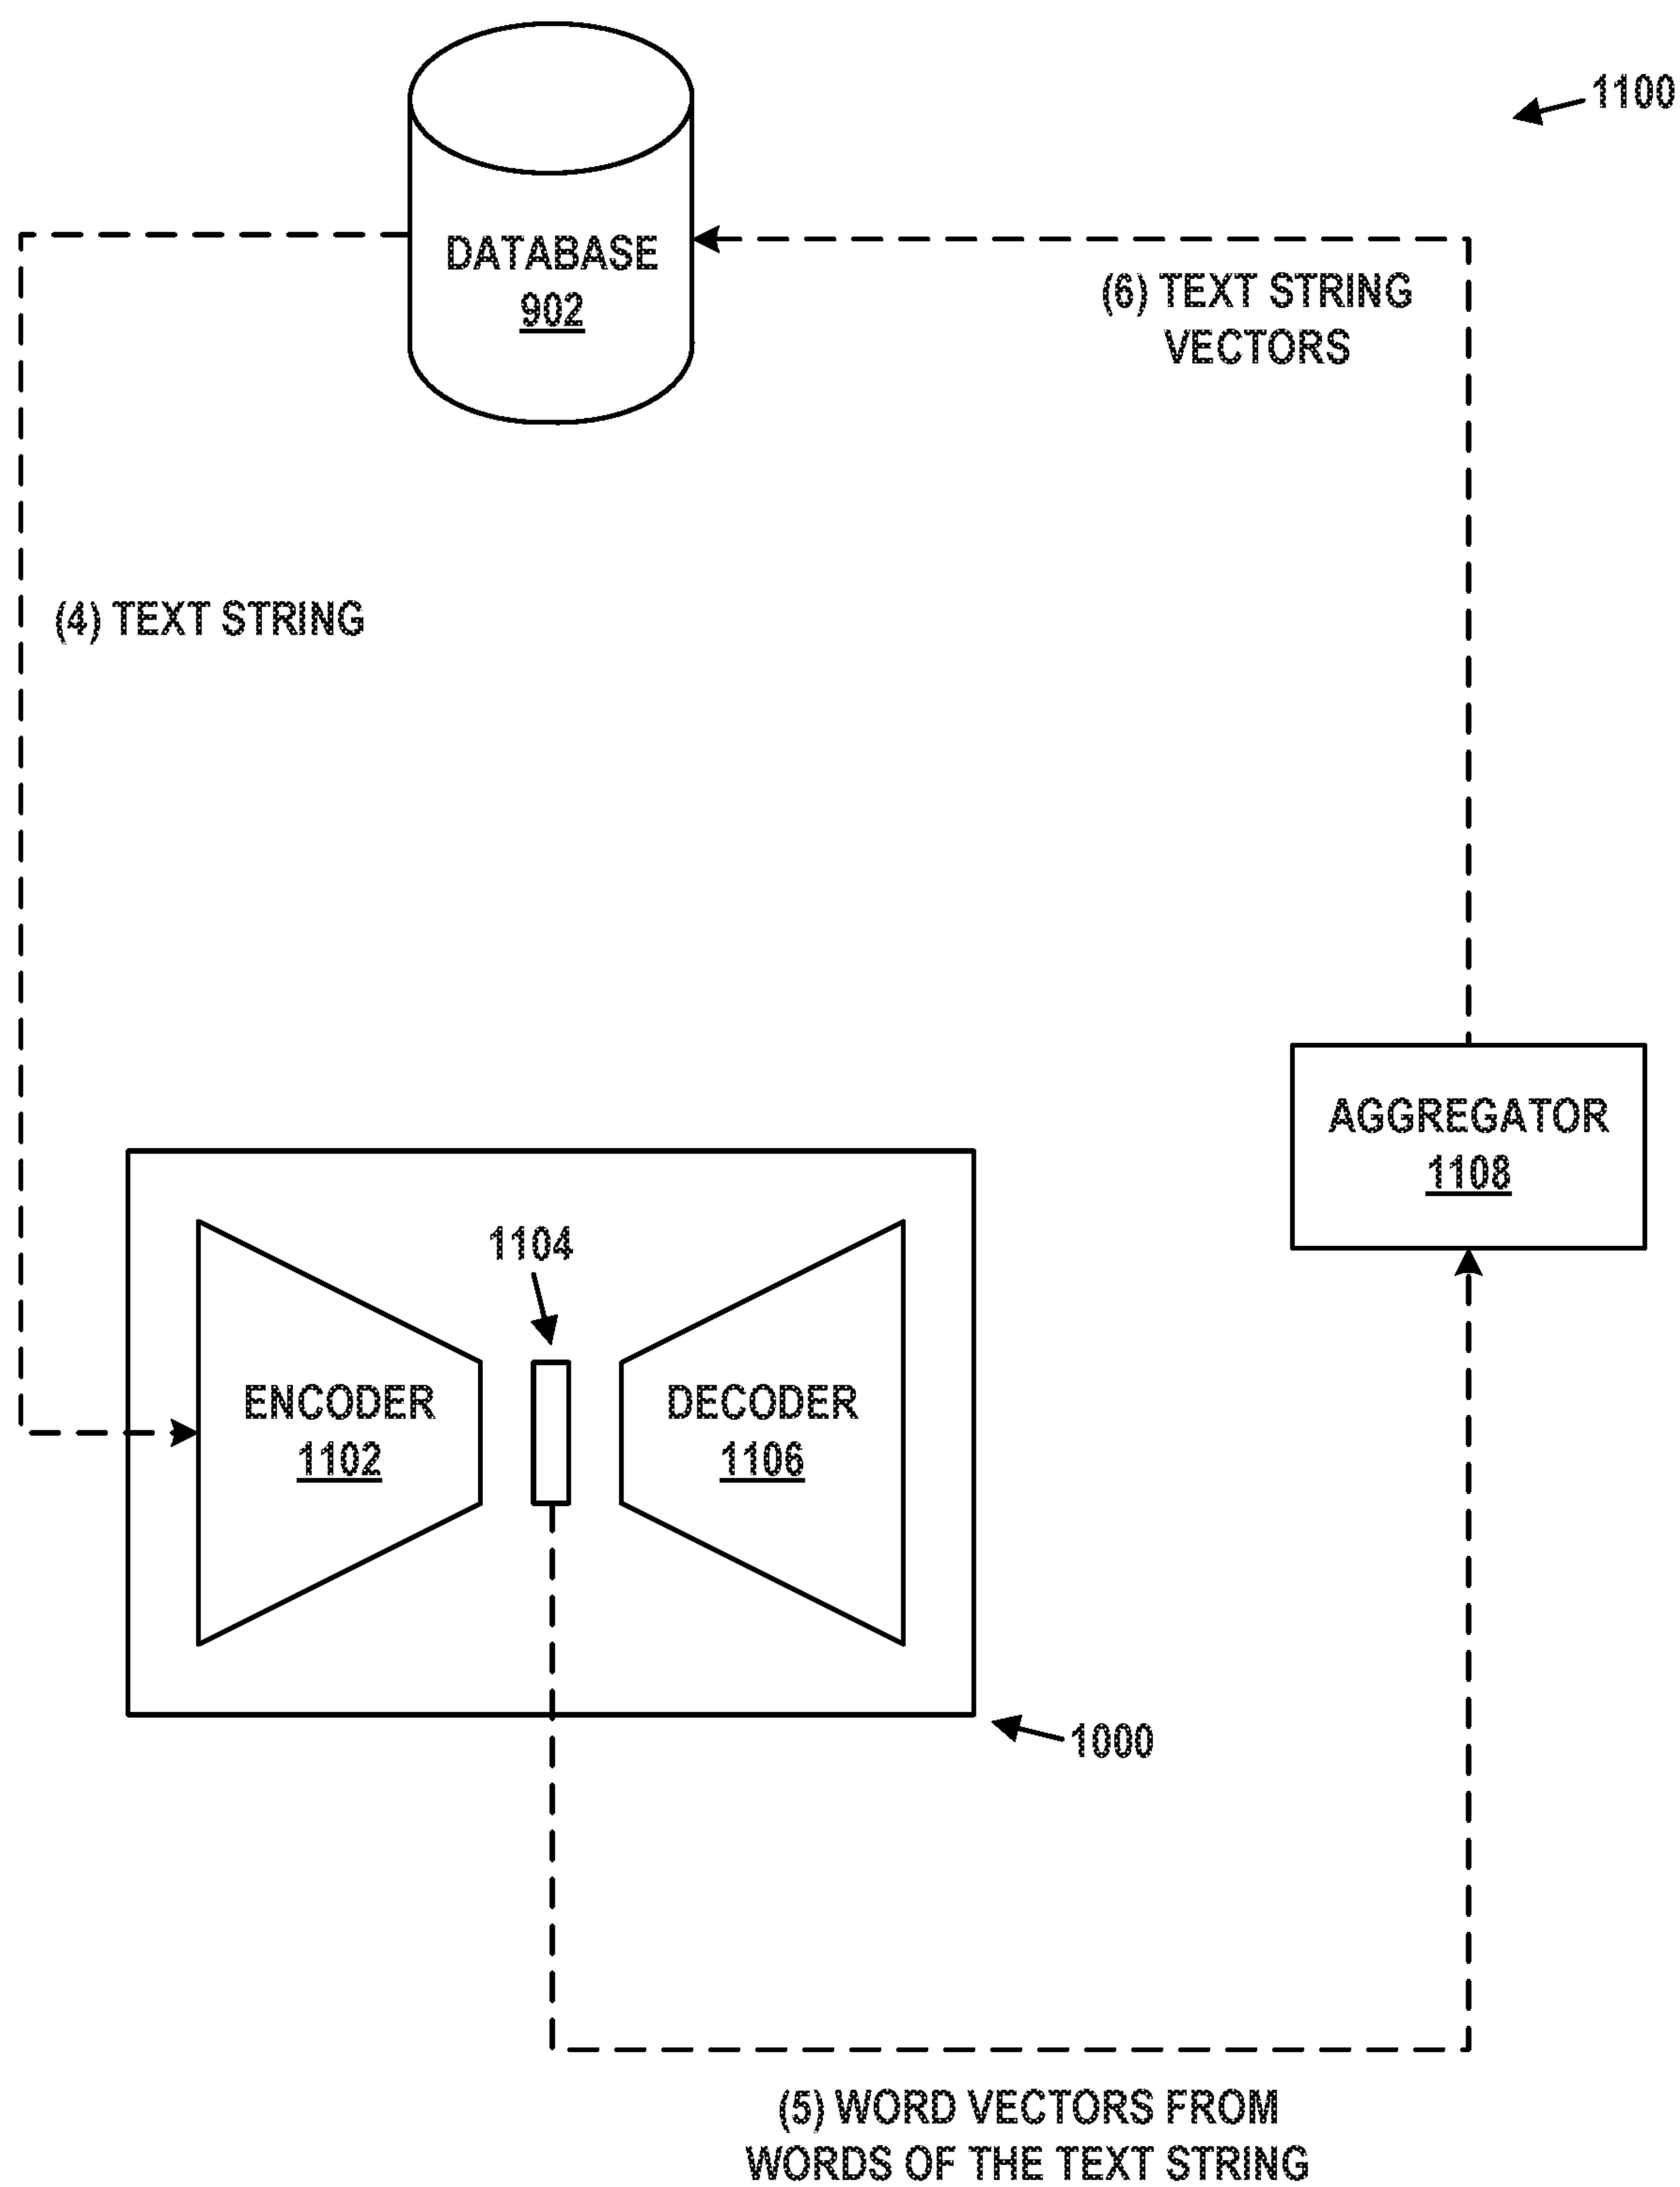 1100
DATABASE
902
(6) TEXT STRING
VECTORS
(4) TEXT STRING
AGGREGATOR
1108
1104
ENCODER
1102
DECODER
1106
1000
(5) WORD VECTORS FROM
WORDS OF THE TEXT STRING